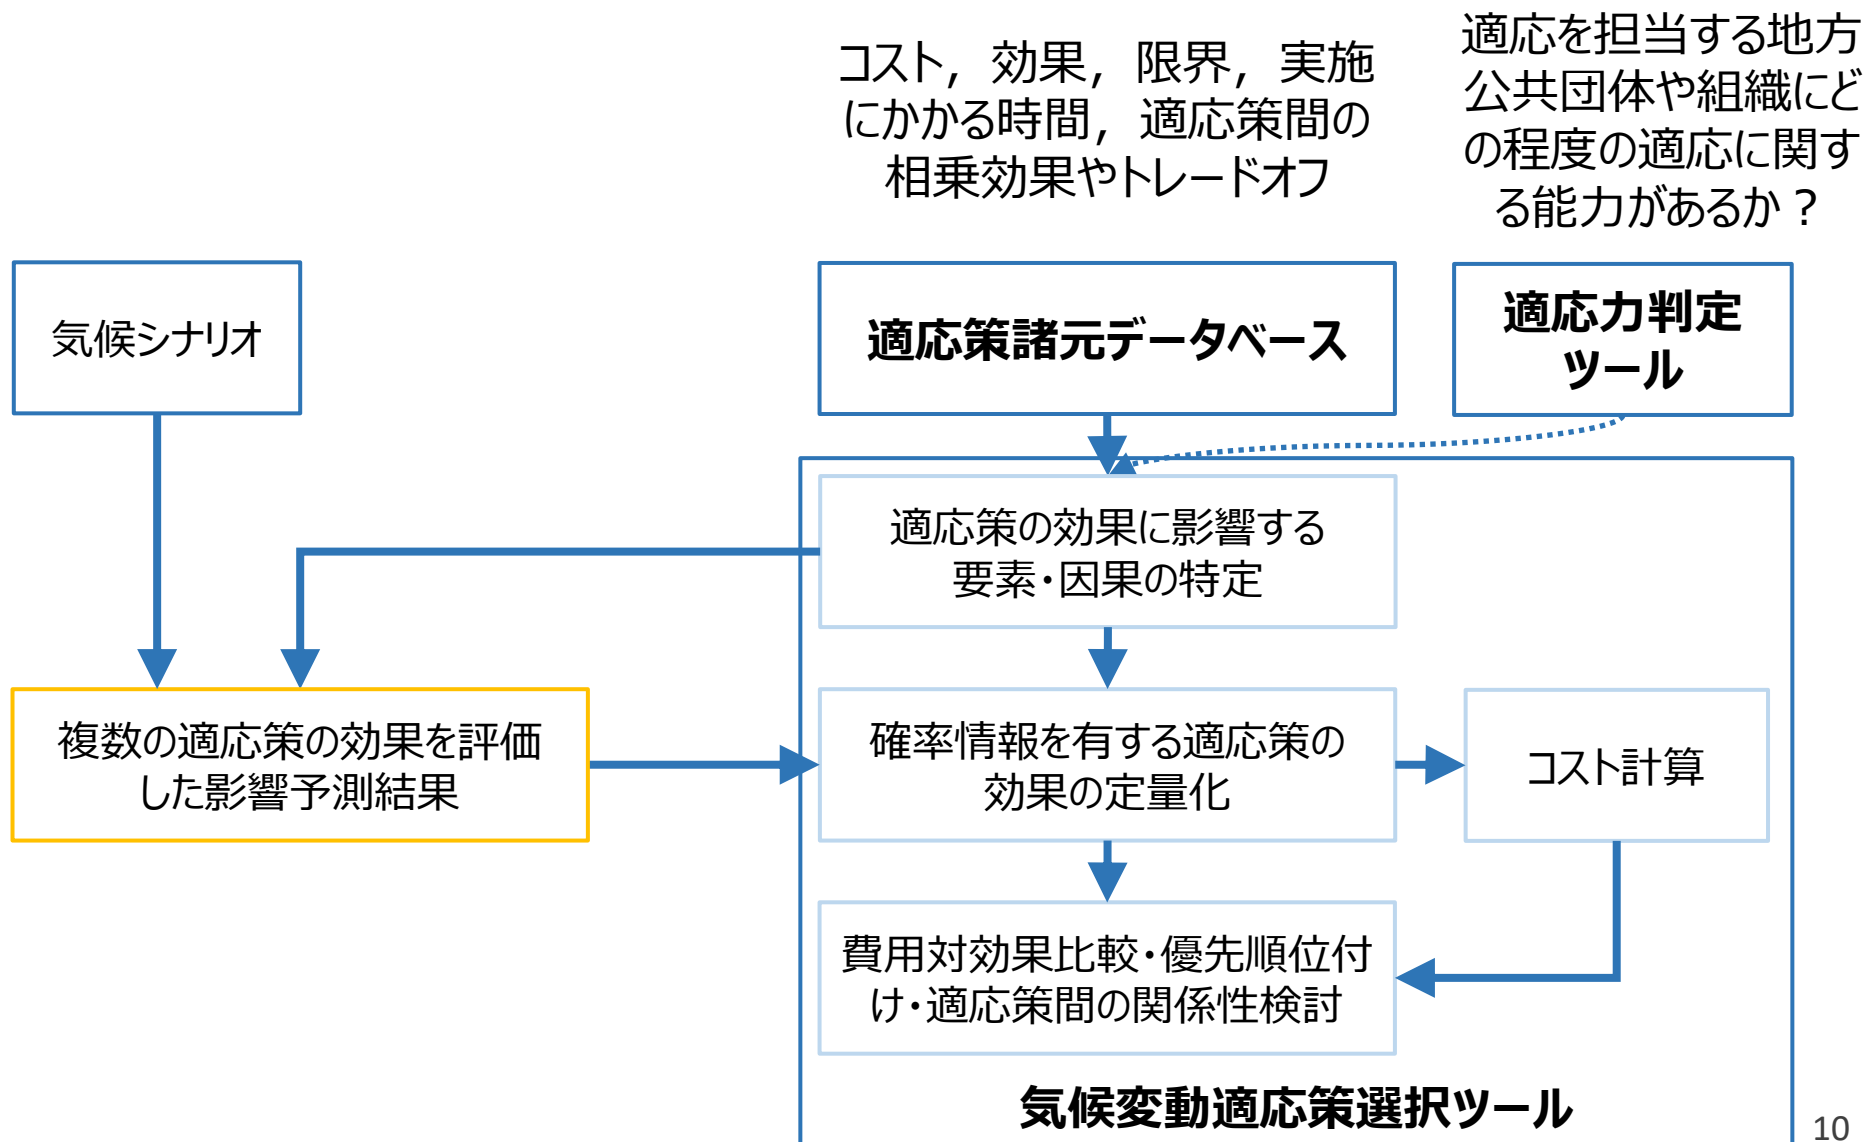 コスト，効果，限界，実施
にかかる時間，適応策間の
相乗効果やトレードオフ
適応を担当する地方
公共団体や組織にど
の程度の適応に関す
る能力があるか？
気候シナリオ
適応策諸元データベース
適応力判定
ツール
適応策の効果に影響する
要素・因果の特定
複数の適応策の効果を評価
した影響予測結果
確率情報を有する適応策の
効果の定量化
コスト計算
費用対効果比較・優先順位付
け・適応策間の関係性検討
気候変動適応策選択ツール
10